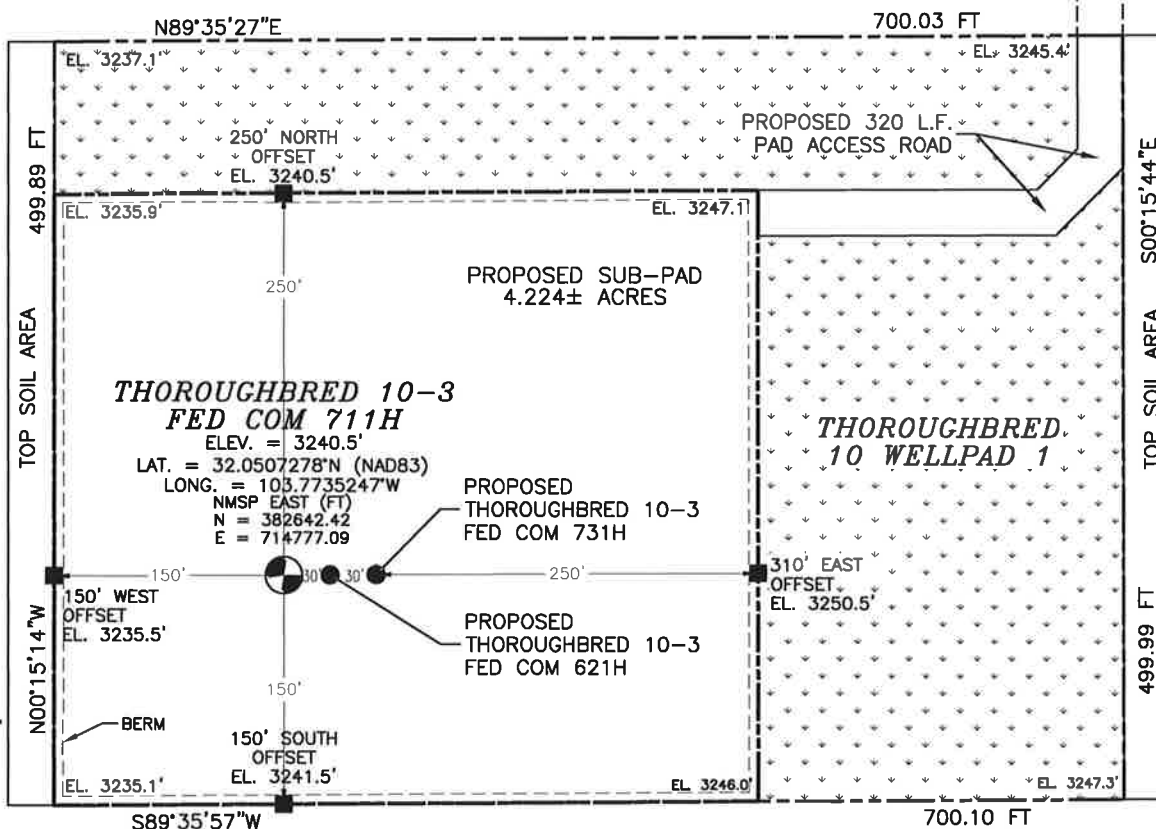 N89°35'27"E
700.03 FT
EL. 3237.1'
EL. 3245.4'
499.89 FT
250' NORTH
OFFSET
EL. 3240.5'
PROPOSED 320 L.F.
PAD ACCESS ROAD
S00°15'44"E
EL. 3235.9'
EL. 3247.1'
250'
PROPOSED SUB-PAD
4.224± ACRES
TOP SOIL AREA
THOROUGHBRED 10-3
FED COM 711H
ELEV. = 3240.5'
LAT. = 32.0507278°N (NAD83)
LONG. = 103.7735247°W
NMSP EAST (FT)
N = 382642.42
E = 714777.09
THOROUGHBRED
10 WELLPAD 1
TOP SOIL AREA
PROPOSED
THOROUGHBRED 10-3
FED COM 731H
150'
30'
30'
250'
150' WEST
OFFSET
EL. 3235.5'
310' EAST
OFFSET
EL. 3250.5'
PROPOSED
THOROUGHBRED 10-3
FED COM 621H
N00°15'14"W
499.99 FT
150'
BERM
150' SOUTH
OFFSET
EL. 3241.5'
EL. 3235.1'
EL. 3246.0'
EL. 3247.3'
S89°35'57"W
700.10 FT